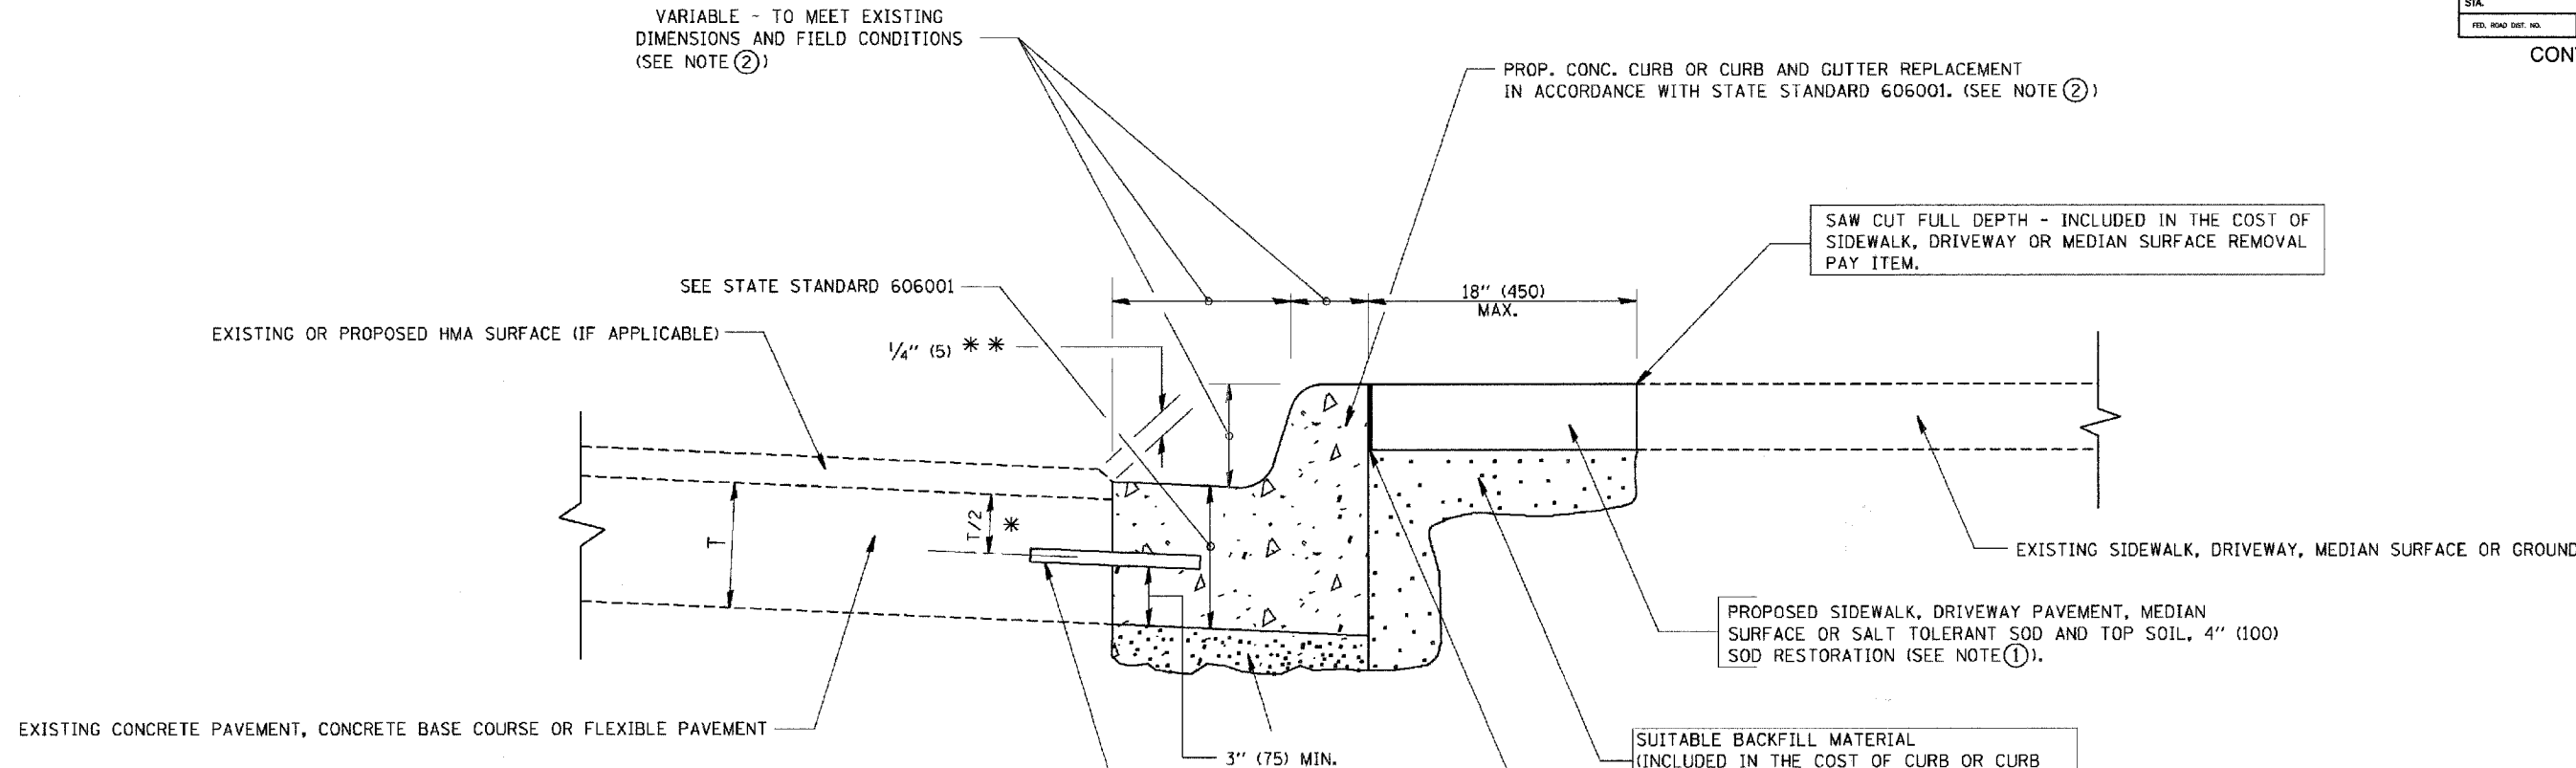 STA.
FED. ROAD DIST. NO.
CON
VARIABLE - TO MEET EXISTING
DIMENSIONS AND FIELD CONDITIONS
(SEE NOTE ②)
PROP. CONC. CURB OR CURB AND GUTTER REPLACEMENT
IN ACCORDANCE WITH STATE STANDARD 606001. (SEE NOTE ②)
SAW CUT FULL DEPTH - INCLUDED IN THE COST OF
SIDEWALK, DRIVEWAY OR MEDIAN SURFACE REMOVAL
PAY ITEM.
SEE STATE STANDARD 606001
18" (450)
MAX.
EXISTING OR PROPOSED HMA SURFACE (IF APPLICABLE)
1/4" (5) * *
T
T/2
*
EXISTING SIDEWALK, DRIVEWAY, MEDIAN SURFACE OR GROUND
PROPOSED SIDEWALK, DRIVEWAY PAVEMENT, MEDIAN
SURFACE OR SALT TOLERANT SOD AND TOP SOIL, 4" (100)
SOD RESTORATION (SEE NOTE ①).
EXISTING CONCRETE PAVEMENT, CONCRETE BASE COURSE OR FLEXIBLE PAVEMENT
3" (75) MIN.
SUITABLE BACKFILL MATERIAL
(INCLUDED IN THE COST OF CURB OR CURB